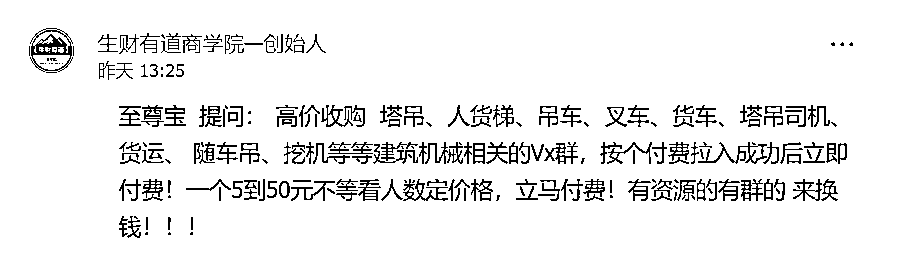 生财有道商学院一创始人
昨天 13:25
至尊宝 提问： 高价收购 塔吊、人货梯、吊车、叉车、货车、塔吊司机、
货运、 随车吊、挖机等等建筑机械相关的Vx群，按个付费拉入成功后立即
付费！一个5到50元不等看人数定价格，立马付费！有资源的有群的 来换
钱！！！